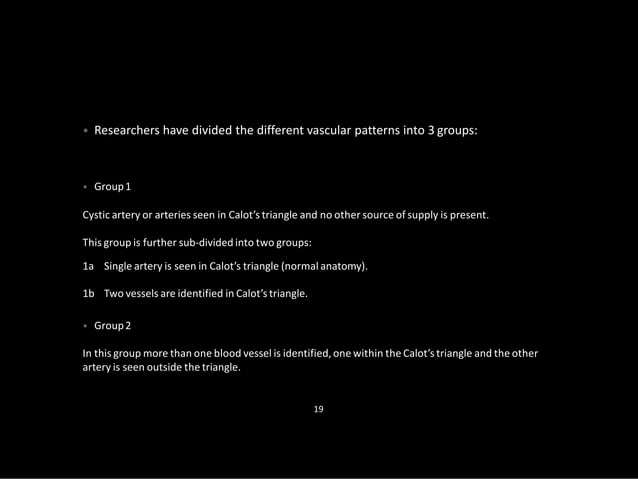 • Researchers have divided the different vascular patterns into 3 groups:
• Group 1
Cystic artery or arteries seen in Calot's triangle and no other source of supply is present.
This group is further sub-divided into two groups:
1a Single artery is seen in Calot's triangle (normal anatomy).
1b Two vessels are identified in Calot's triangle.
• Group 2
In this group more than one blood vessel is identified, one within the Calot's triangle and the other
artery is seen outside the triangle.
19